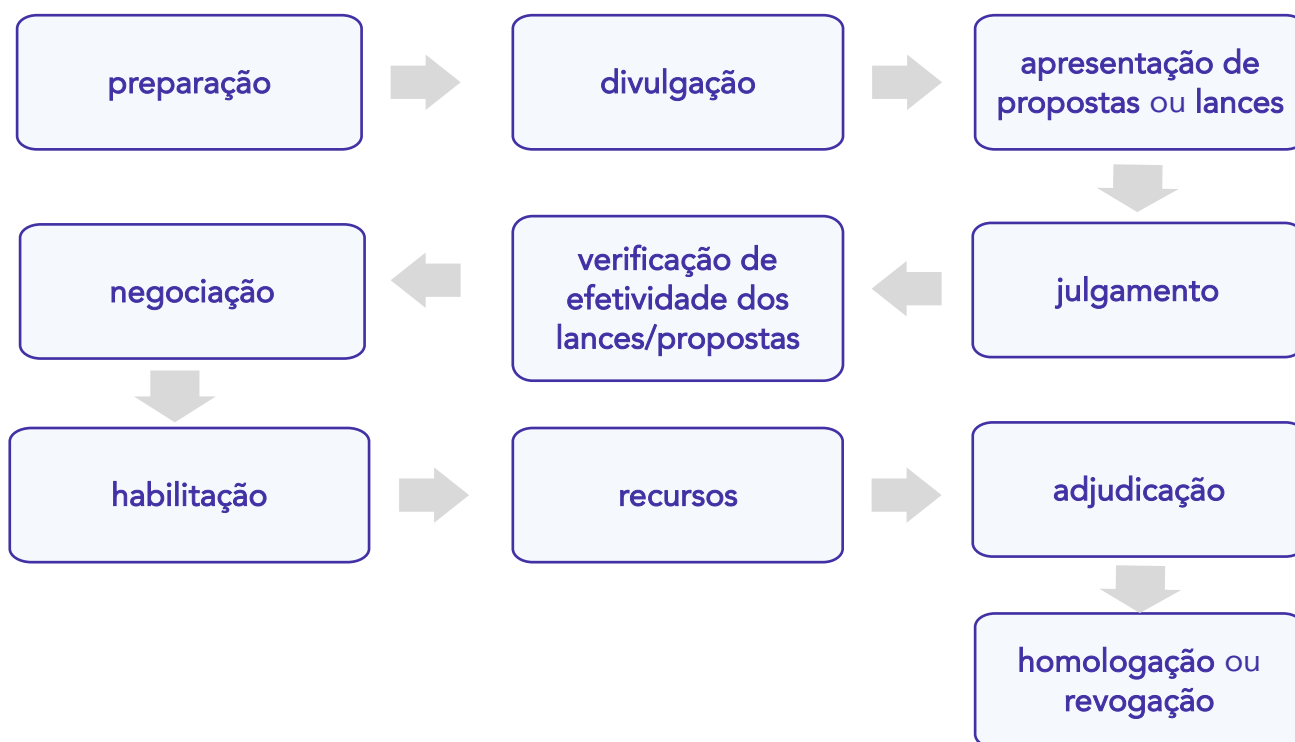 preparação
divulgação
apresentação de
propostas ou lances
julgamento
verificação de
efetividade dos
lances/propostas
negociação
habilitação
recursos
adjudicação
homologação ou
revogação